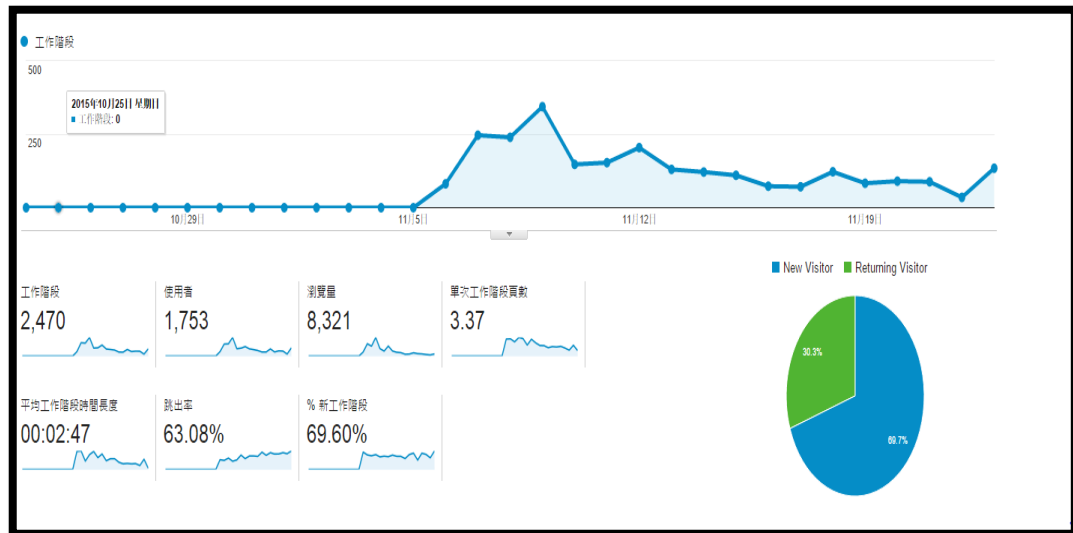 工作階段
500
2015年10月25日 星期日
工作階段: 0
250
10月29日
11月5日
11月12日
11月19日
New Visitor
Returning Visitor
工作階段
使用者
瀏覽量
單次工作階段頁數
2,470
1,753
8,321
3.37
30.3%
69.7%
平均工作階段時間長度
跳出率
% 新工作階段
00:02:47
63.08%
69.60%